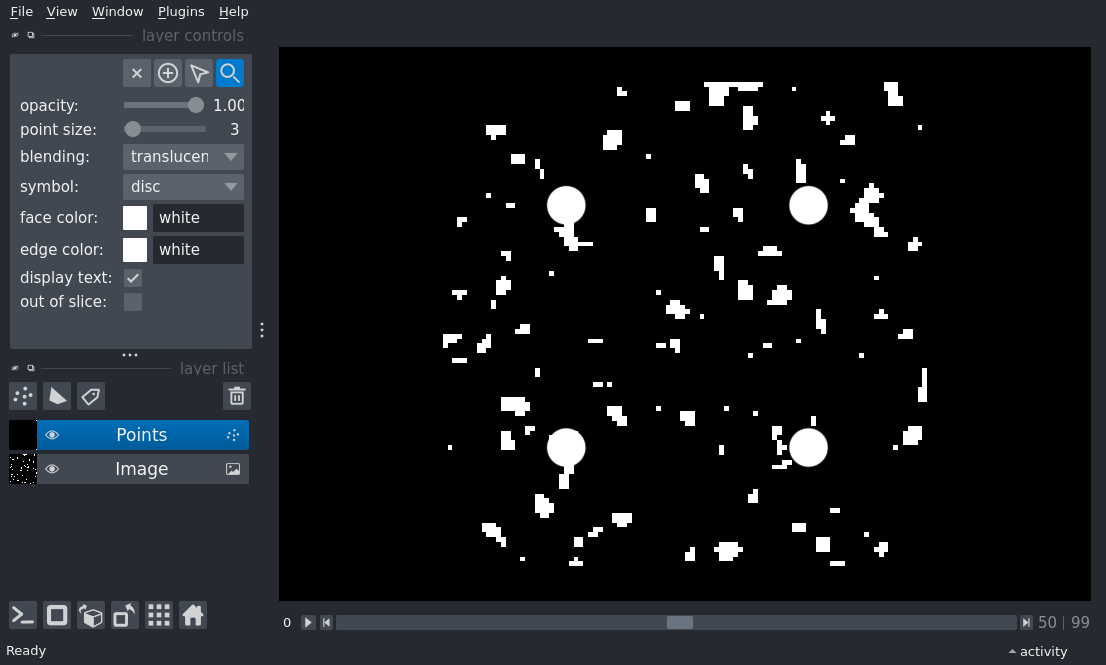 File View Window Plugins Help
layer controls
opacity: 1.00
point size: 3
blending: translucen
symbol: disc
face color: white
edge color: white
display text:
out of slice:
layer list
Points
Image
0 50 | 99
Ready activity